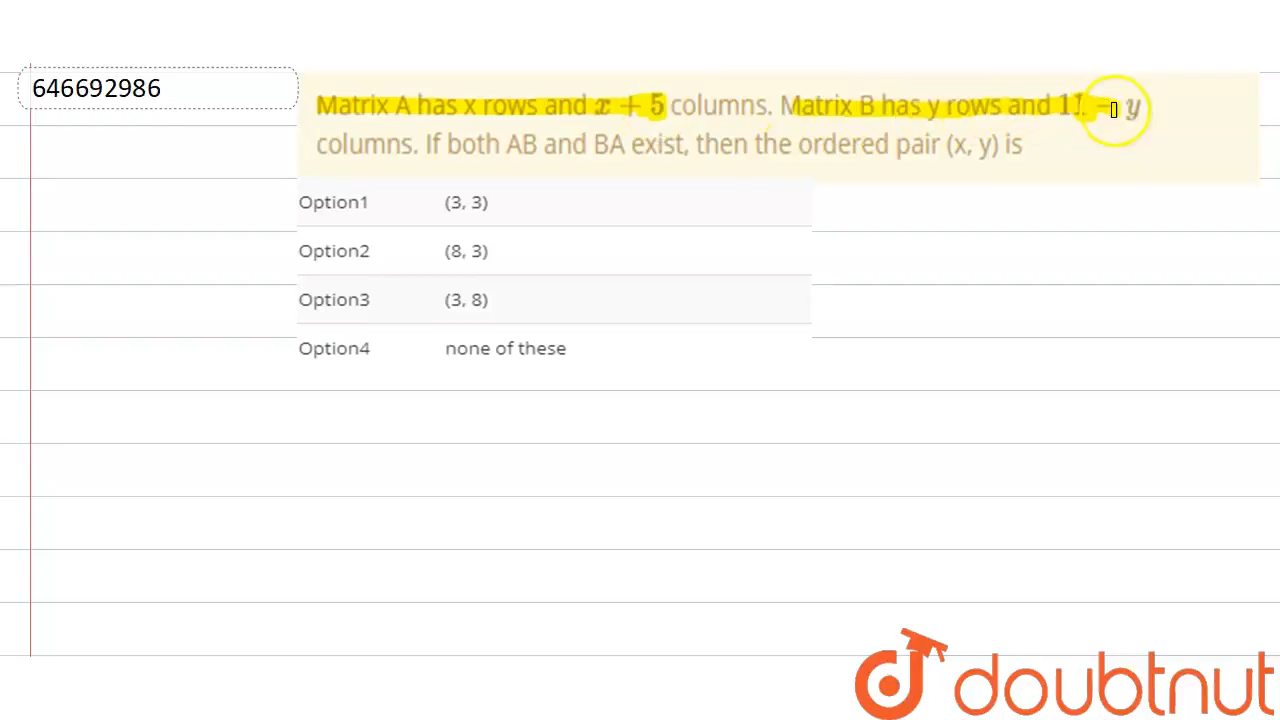 646692986
Matrix A has x rows and x + 5 columns. Matrix B has y rows and 11 − y
columns. If both AB and BA exist, then the ordered pair (x, y) is
Option1 (3, 3)
Option2 (8, 3)
Option3 (3, 8)
Option4 none of these
doubtnut